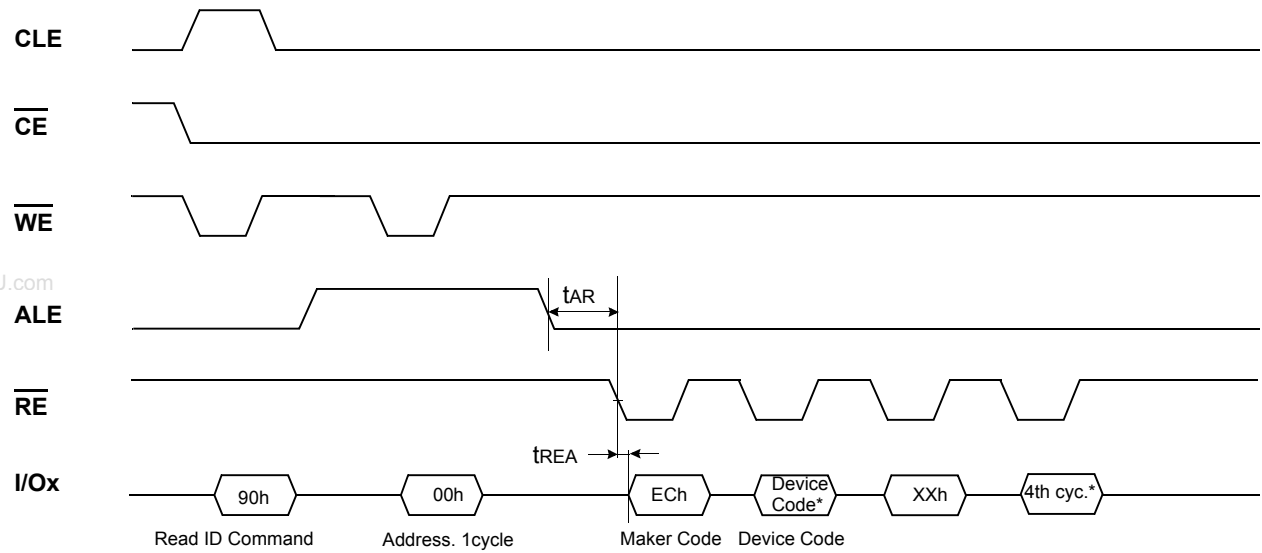 CLE
CE
WE
J.com
ALE
tAR
RE
tREA
I/Ox
90h
00h
ECh
Device
Code*
XXh
4th cyc.*
Read ID Command
Address. 1cycle
Maker Code
Device Code